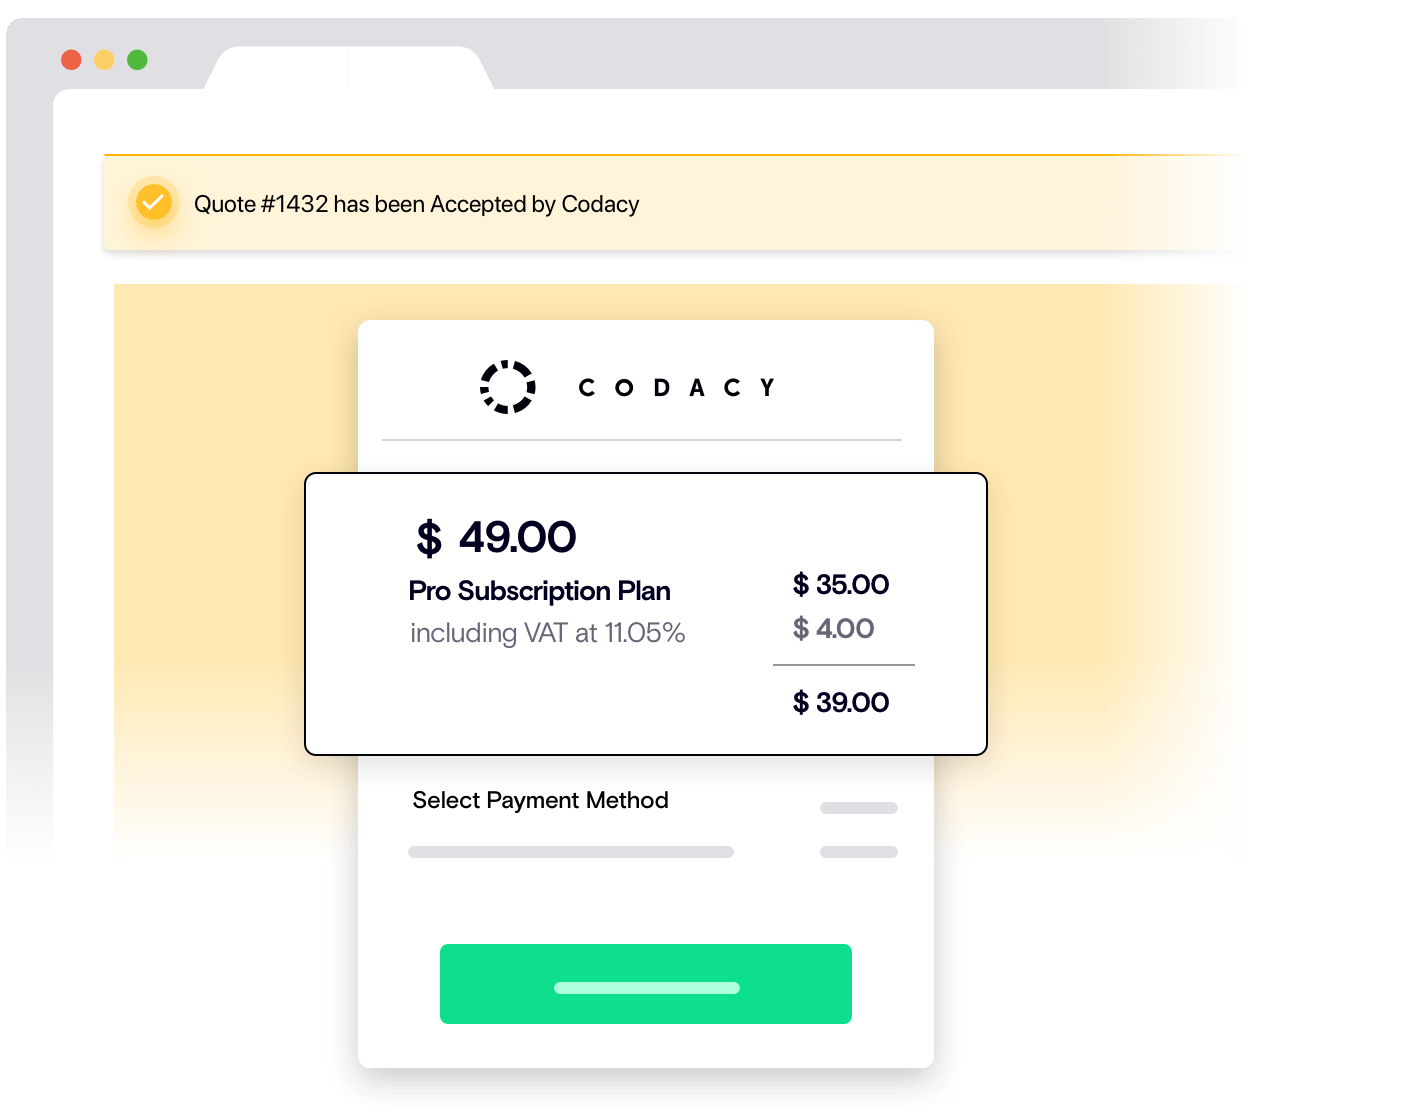 Quote #1432 has been Accepted by Codacy
CODACY
$ 49.00
Pro Subscription Plan
including VAT at 11.05%
$ 35.00
$ 4.00
$ 39.00
Select Payment Method